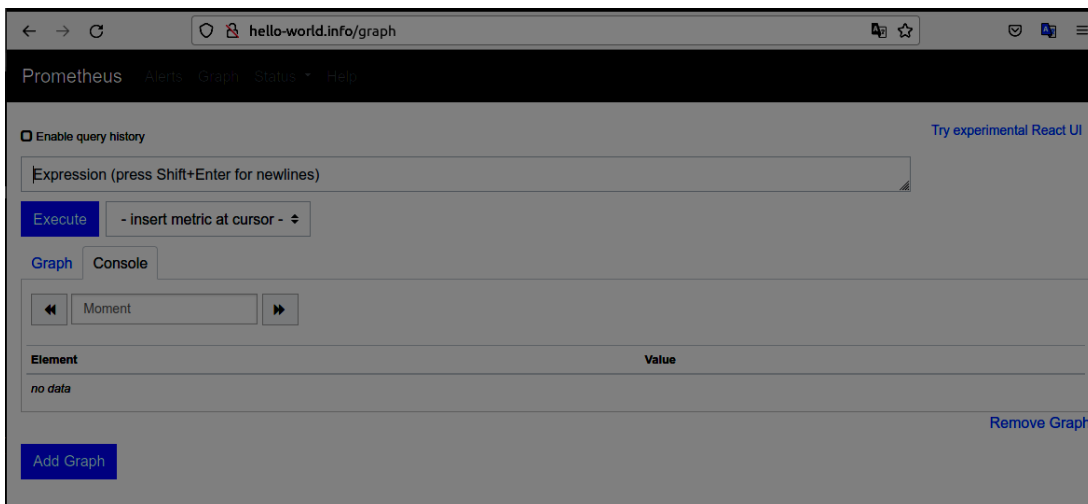 hello-world.info/graph
Prometheus Alerts Graph Status Help
Enable query history
Try experimental React UI
Expression (press Shift+Enter for newlines)
Execute
- insert metric at cursor -
Graph Console
Moment
Element Value
no data
Remove Graph
Add Graph